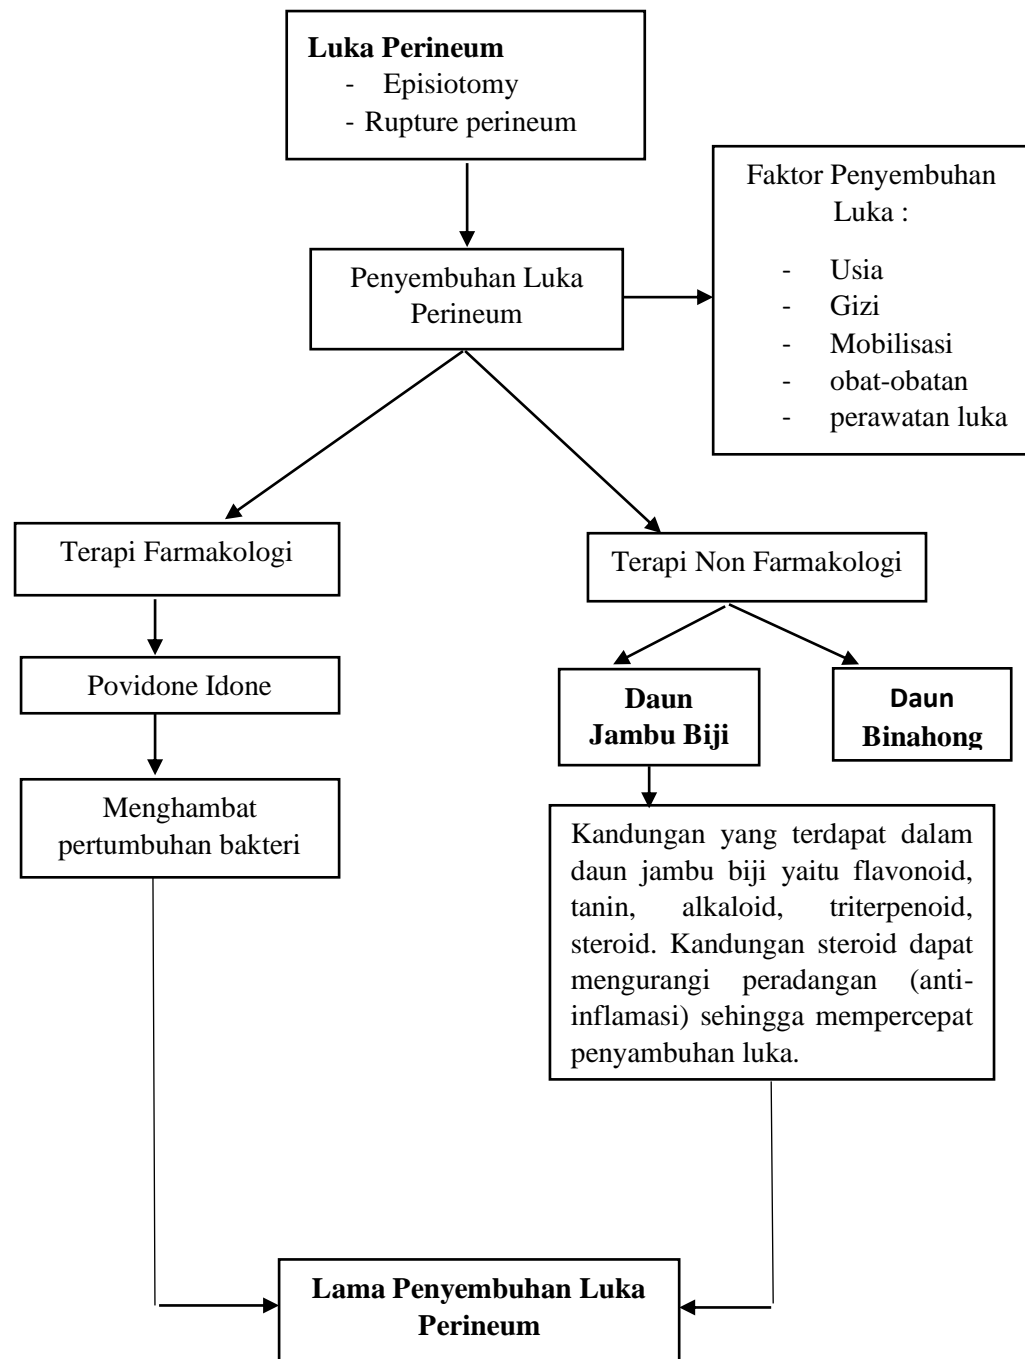 Luka Perineum
- Episiotomy
- Rupture perineum
Faktor Penyembuhan
Luka :
- Usia
- Gizi
- Mobilisasi
- obat-obatan
- perawatan luka
Penyembuhan Luka
Perineum
Terapi Farmakologi
Terapi Non Farmakologi
Povidone Idone
Daun
Jambu Biji
Daun
Binahong
Menghambat
pertumbuhan bakteri
Kandungan yang terdapat dalam
daun jambu biji yaitu flavonoid,
tanin, alkaloid, triterpenoid,
steroid. Kandungan steroid dapat
mengurangi peradangan (anti-
inflamasi) sehingga mempercepat
penyambuhan luka.
Lama Penyembuhan Luka
Perineum